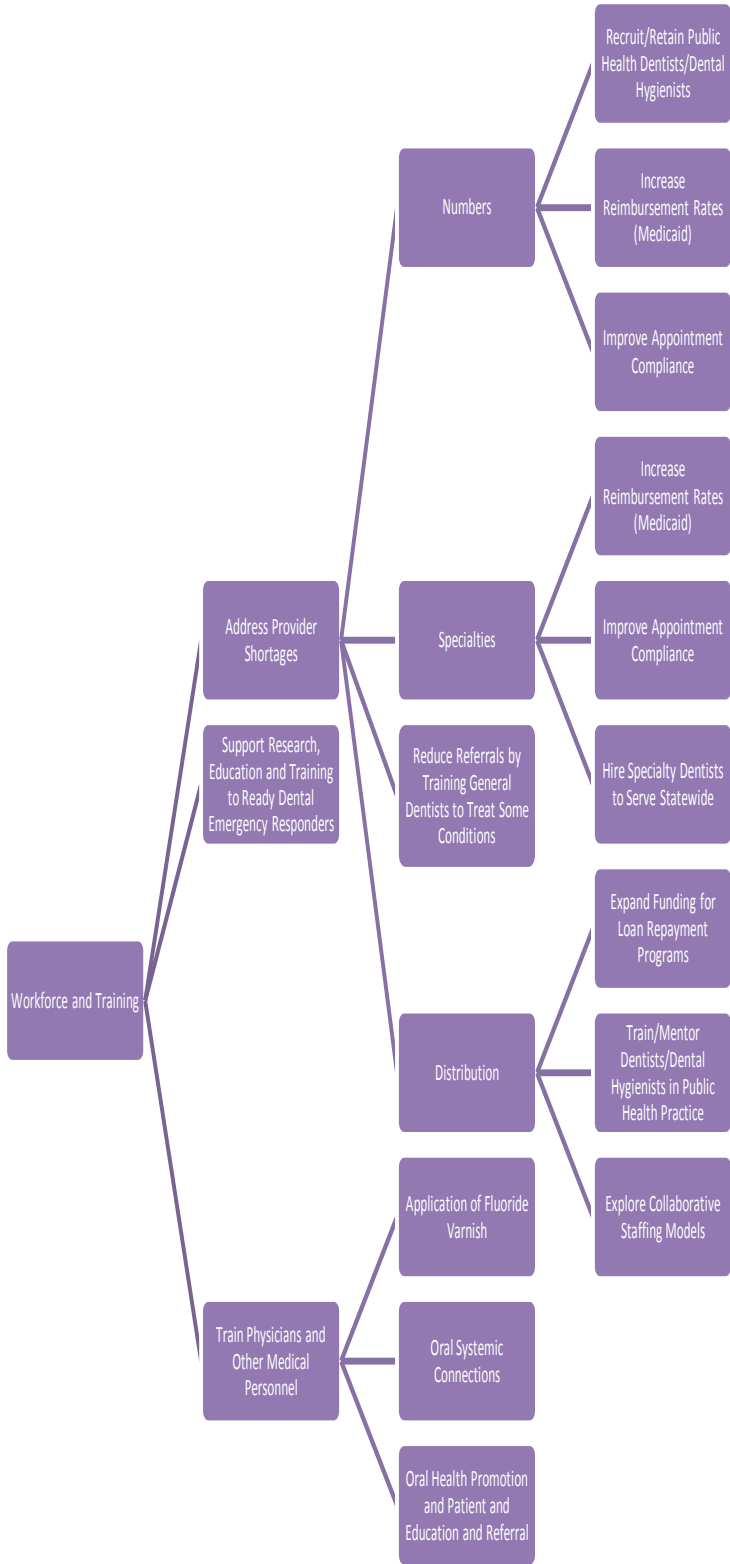 Recruit/Retain Public
Health Dentists/Dental
Hygienists
Numbers
Increase
Reimbursement Rates
(Medicaid)
Improve Appointment
Compliance
Increase
Reimbursement Rates
(Medicaid)
Address Provider
Shortages
Specialties
Improve Appointment
Compliance
Support Research,
Education and Training
to Ready Dental
Emergency Responders
Reduce Referrals by
Training General
Dentists to Treat Some
Conditions
Hire Specialty Dentists
to Serve Statewide
Expand Funding for
Loan Repayment
Programs
Workforce and Training
Distribution
Train/Mentor
Dentists/Dental
Hygienists in Public
Health Practice
Application of Fluoride
Varnish
Explore Collaborative
Staffing Models
Train Physicians and
Other Medical
Personnel
Oral Systemic
Connections
Oral Health Promotion
and Patient and
Education and Referral